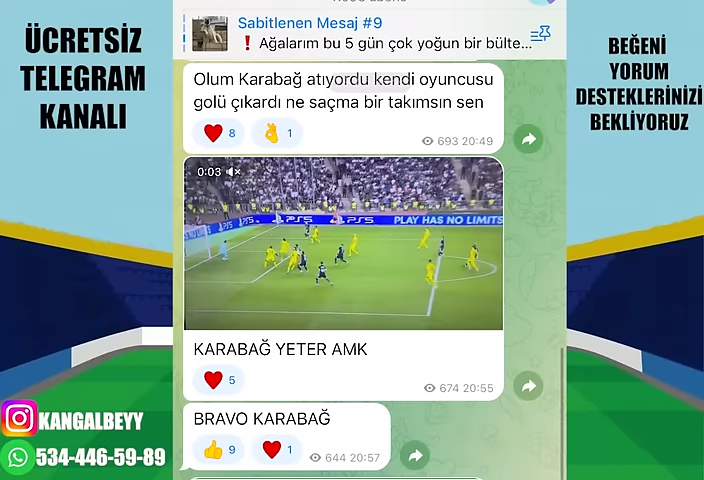 ÜCRETSİZ
TELEGRAM
KANALI
Sabitlenen Mesaj #9
❗ Ağalarım bu 5 gün çok yoğun bir bülte...
BEĞENİ
YORUM
DESTEKLERİNİZİ
BEKLİYORUZ
Olum Karabağ atıyordu kendi oyuncusu
golü çıkardı ne saçma bir takımsın sen
8
1
693 20:49
0:03
PS5
PS5
PS5
PLAY HAS NO LIMITS
KARABAĞ YETER AMK
5
674 20:55
BRAVO KARABAĞ
9
1
644 20:57
KANGALBEYY
534-446-59-89